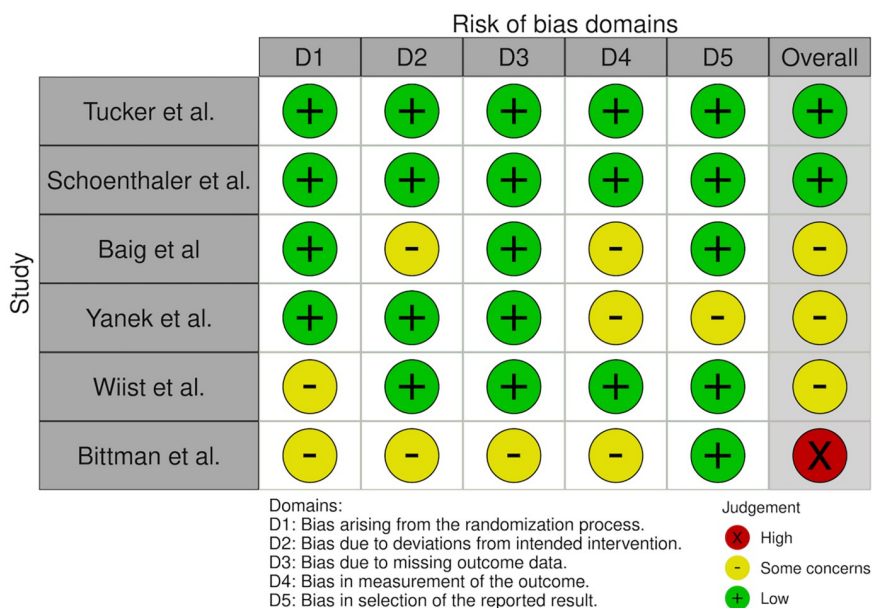 Risk of bias domains
D1 D2 D3 D4 D5 Overall
Study
Tucker et al. + + + + + +
Schoenthaler et al. + + + + + +
Baig et al + - + - + -
Yanek et al. + + + - - -
Wiist et al. - + + + + -
Bittman et al. - - - - + X
Domains:
D1: Bias arising from the randomization process.
D2: Bias due to deviations from intended intervention.
D3: Bias due to missing outcome data.
D4: Bias in measurement of the outcome.
D5: Bias in selection of the reported result.
Judgement
X High
- Some concerns
+ Low